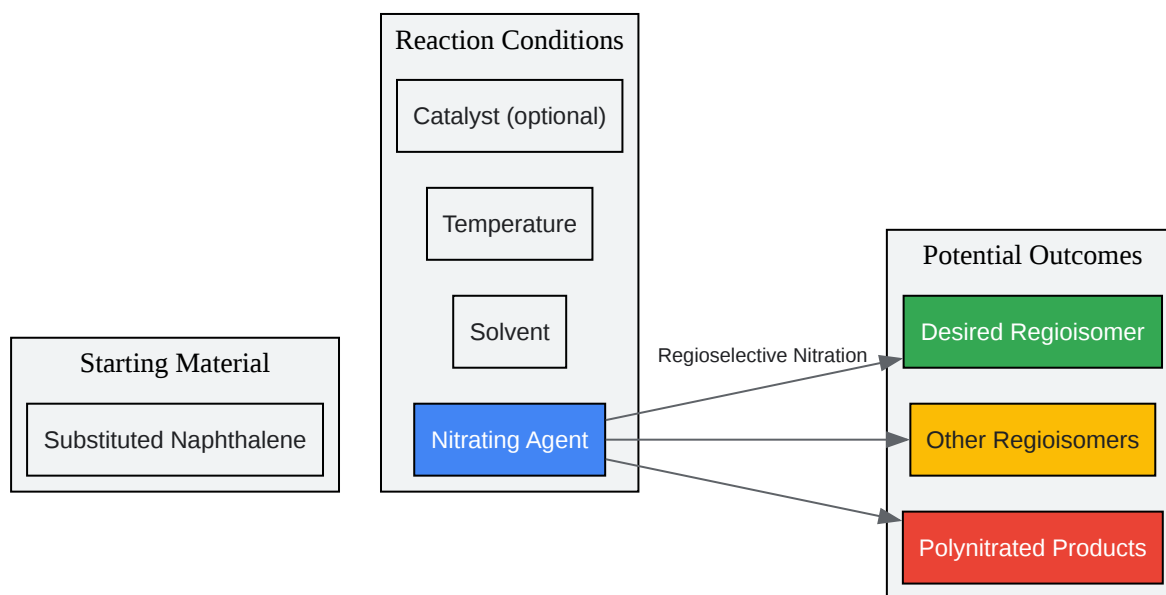 Starting Material
Substituted Naphthalene
Reaction Conditions
Catalyst (optional)
Temperature
Solvent
Nitrating Agent
Regioselective Nitration
Potential Outcomes
Desired Regioisomer
Other Regioisomers
Polynitrated Products